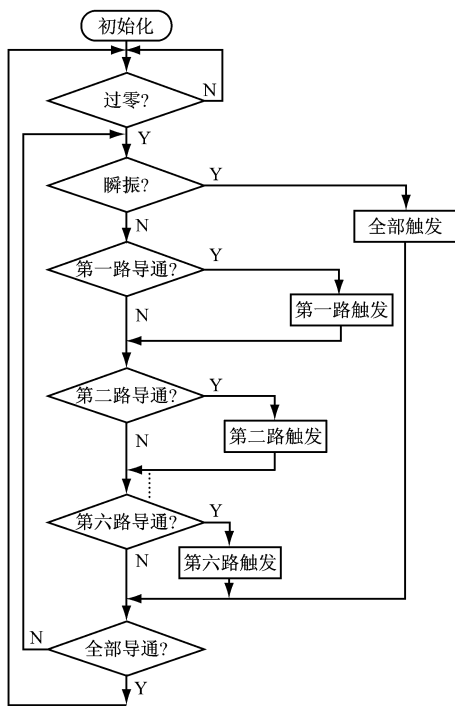 初始化
过零?
N
Y
瞬振?
Y
N
全部触发
第一路导通?
Y
N
第一路触发
第二路导通?
Y
N
第二路触发
第六路导通?
Y
N
第六路触发
全部导通?
N
Y